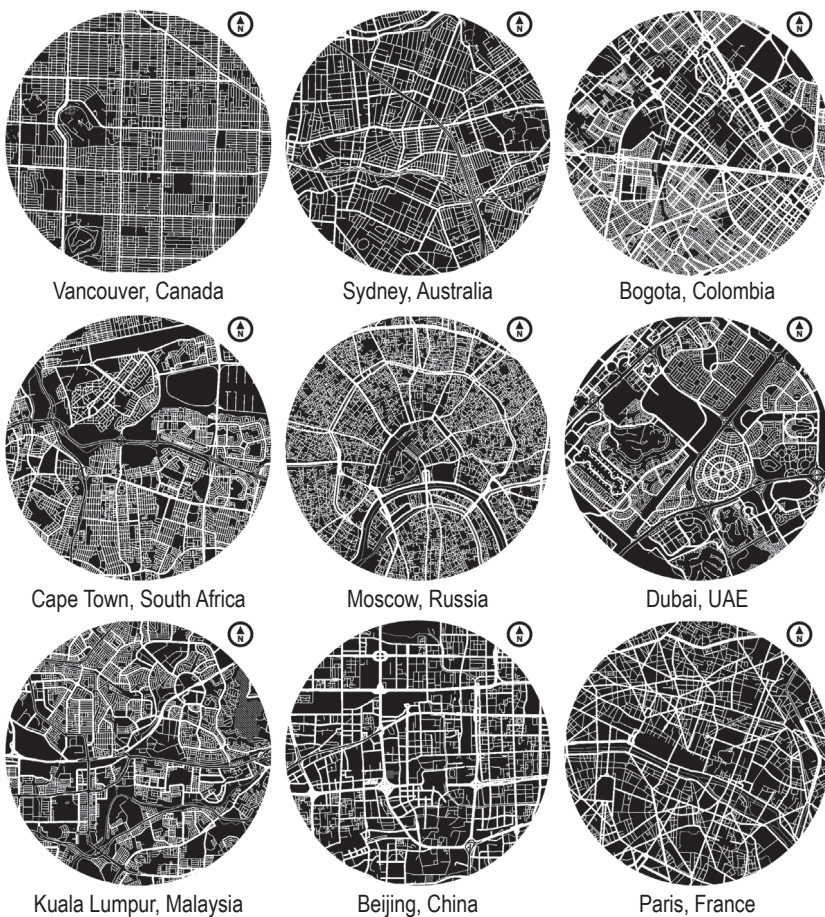 N
N
N
Vancouver, Canada
Sydney, Australia
Bogota, Colombia
N
N
N
Cape Town, South Africa
Moscow, Russia
Dubai, UAE
N
N
N
Kuala Lumpur, Malaysia
Beijing, China
Paris, France